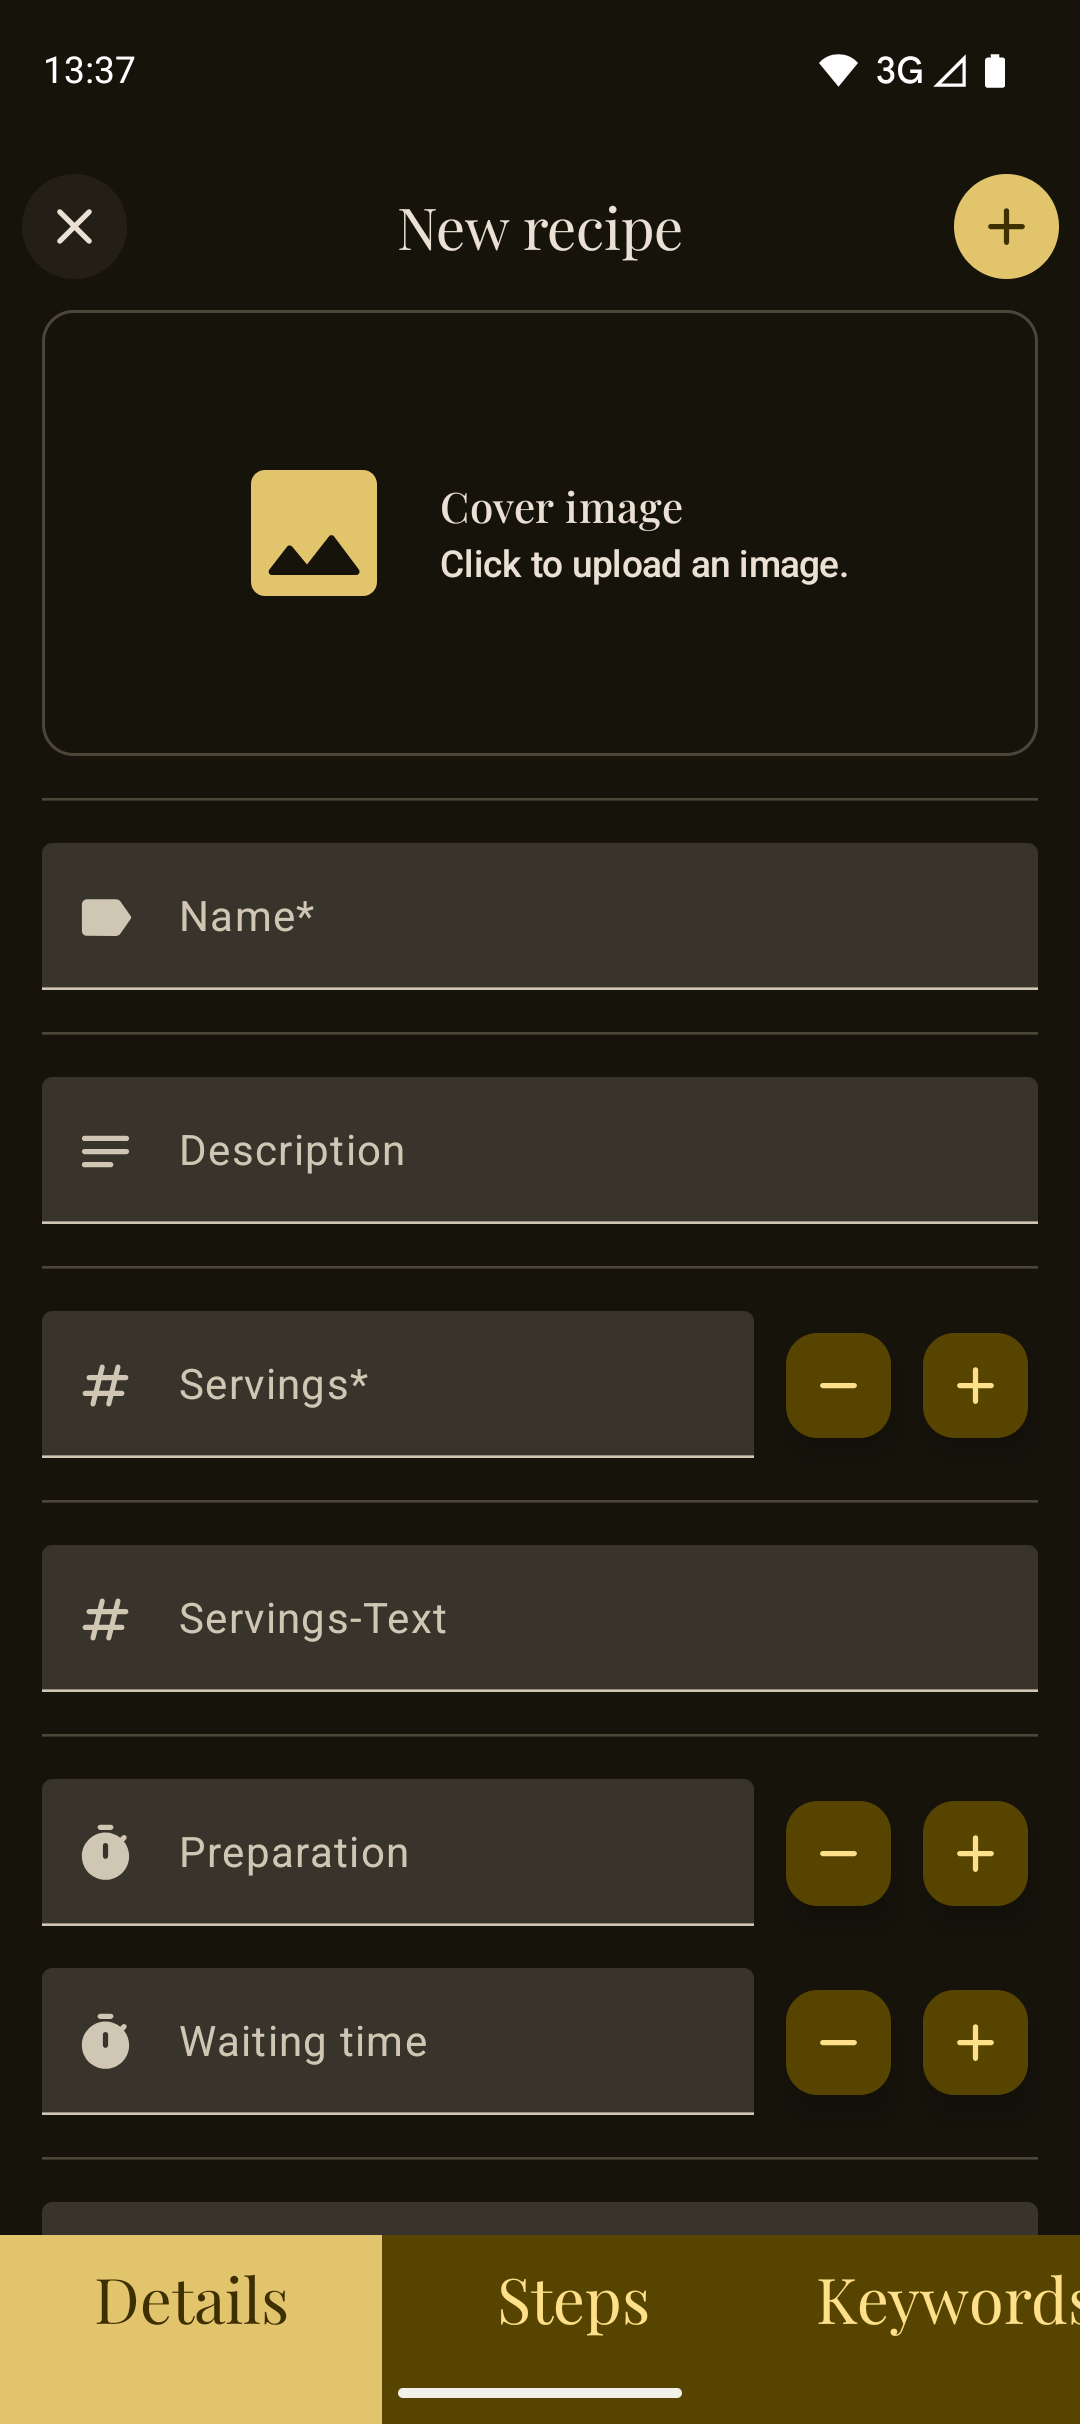 13:37
3G
New recipe
Cover image
Click to upload an image.
Name*
Description
Servings*
Servings-Text
Preparation
Waiting time
Details
Steps
Keywords